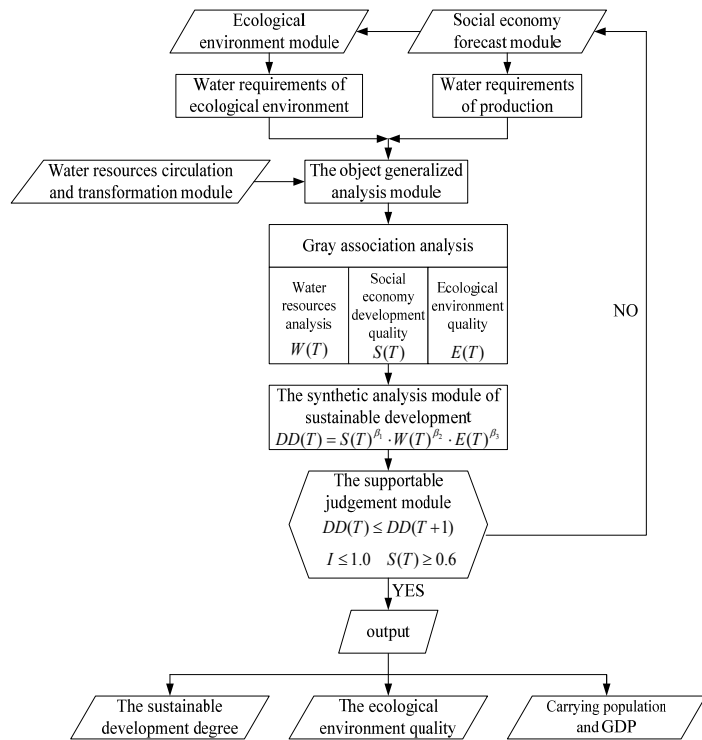 Ecological
environment module
Social economy
forecast module
Water requirements of
ecological environment
Water requirements
of production
Water resources circulation
and transformation module
The object generalized
analysis module
Gray association analysis
Water
resources
analysis
W(T)
Social
economy
development
quality
S(T)
Ecological
environment
quality
E(T)
NO
The synthetic analysis module of
sustainable development
DD(T) = S(T)^{β₁} · W(T)^{β₂} · E(T)^{β₃}
The supportable
judgement module
DD(T) ≤ DD(T+1)
I ≤ 1.0 S(T) ≥ 0.6
YES
output
The sustainable
development degree
The ecological
environment quality
Carrying population
and GDP